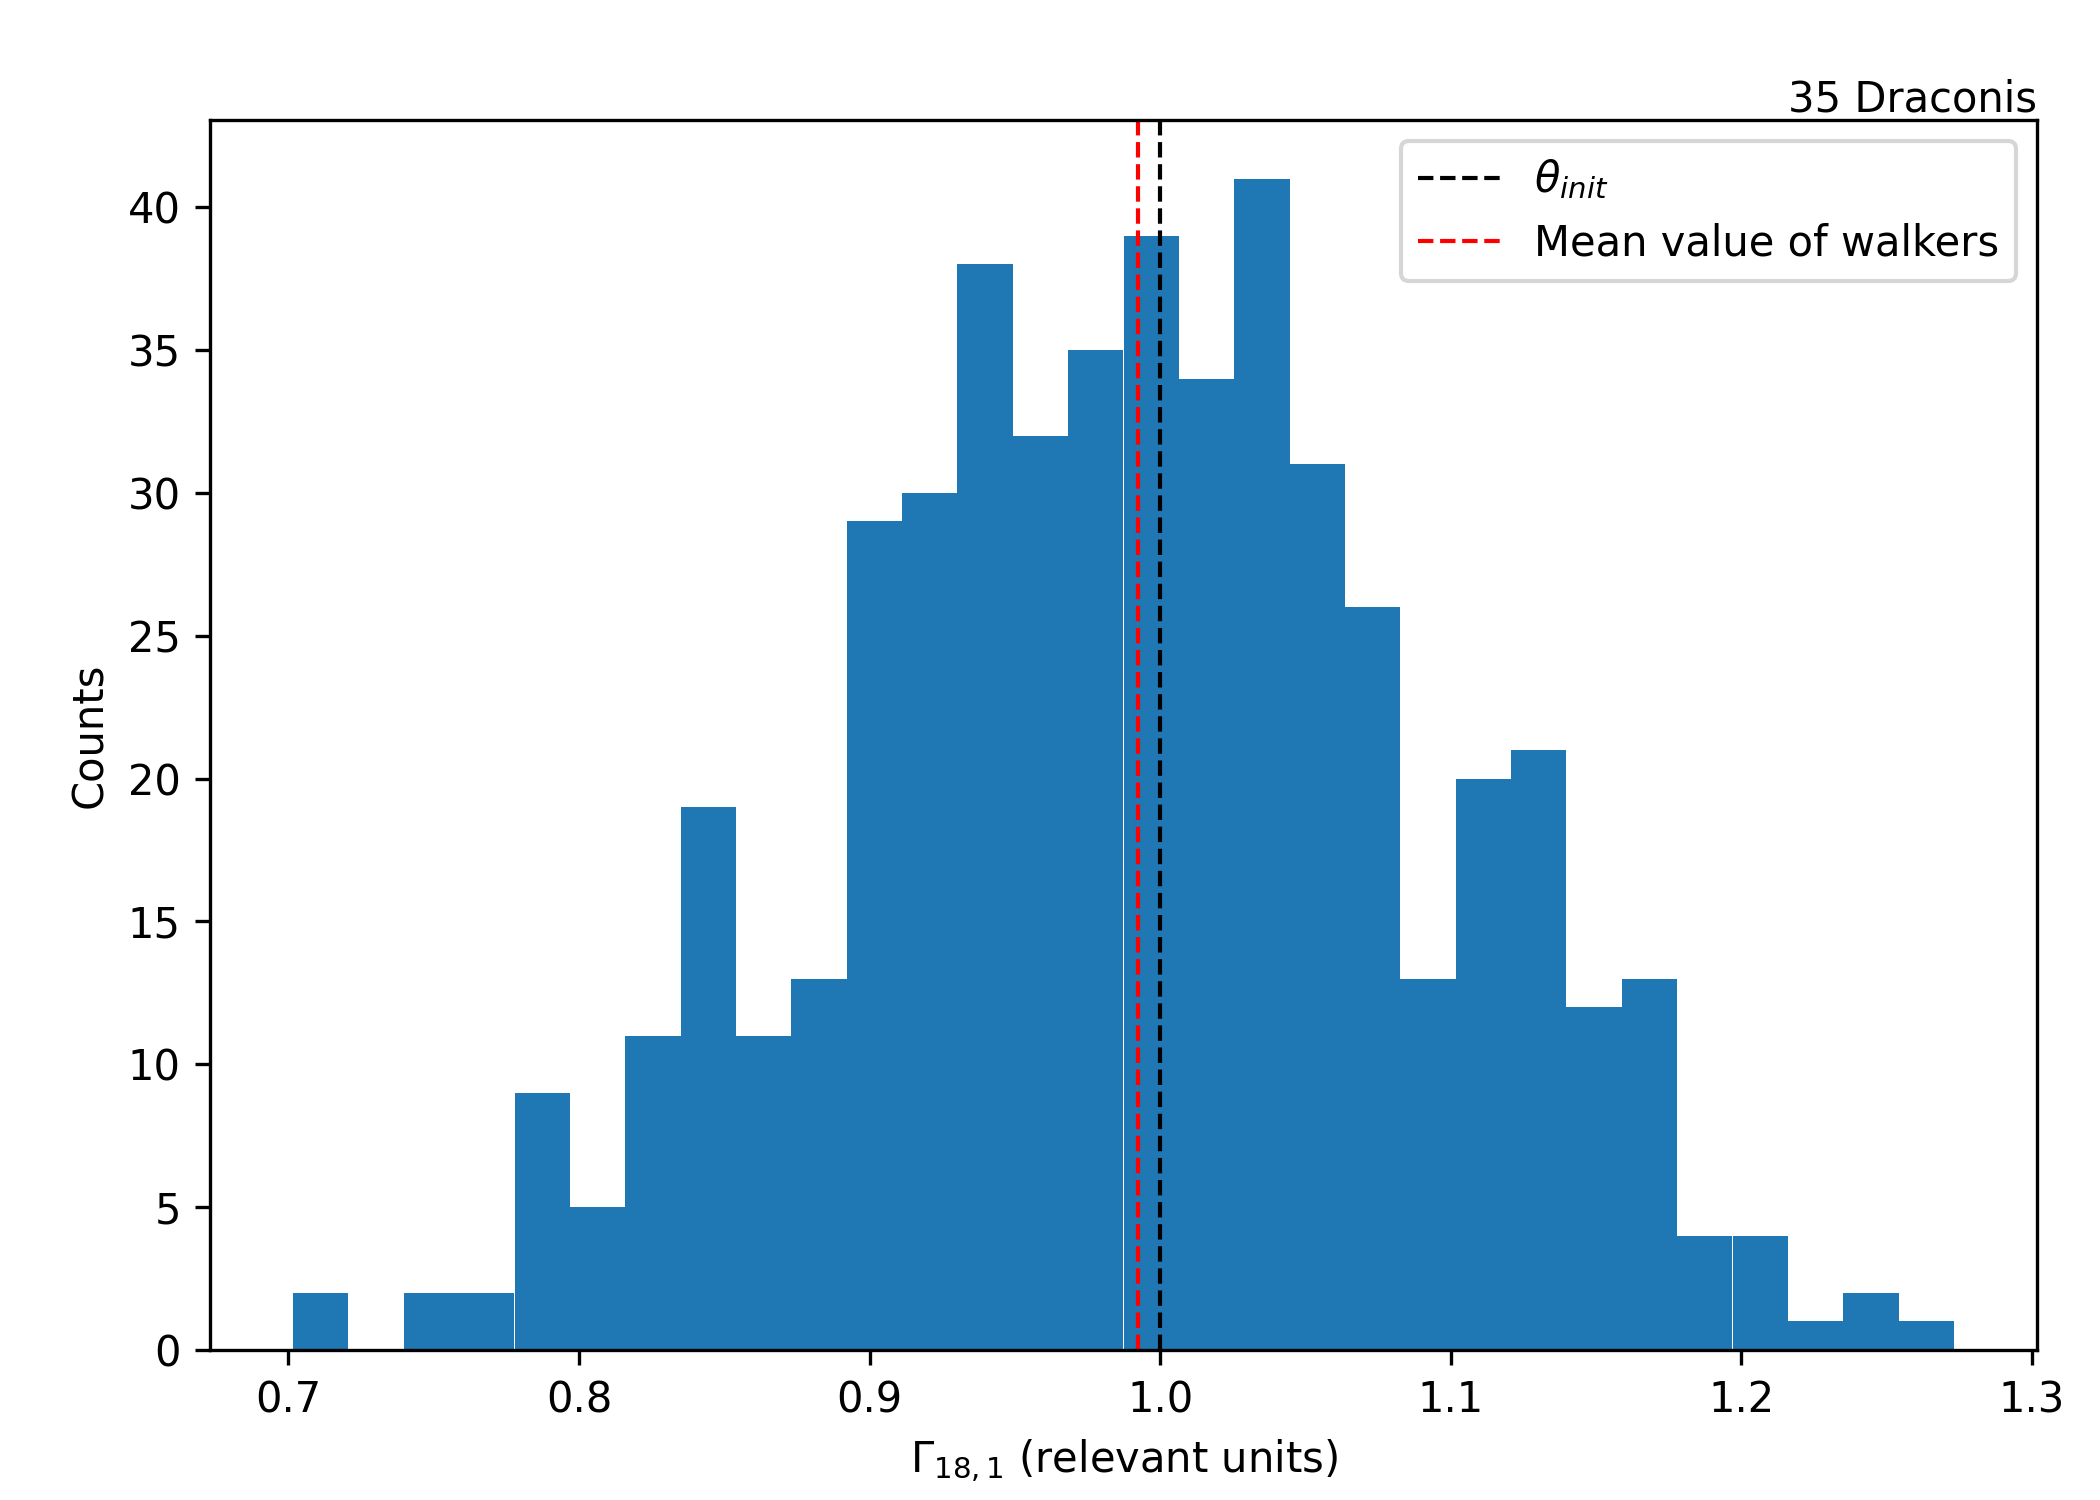 35 Draconis
θinit
Mean value of walkers
40
35
30
25
20
15
10
5
0
Counts
0.7 0.8 0.9 1.0 1.1 1.2 1.3
Γ18, 1 (relevant units)